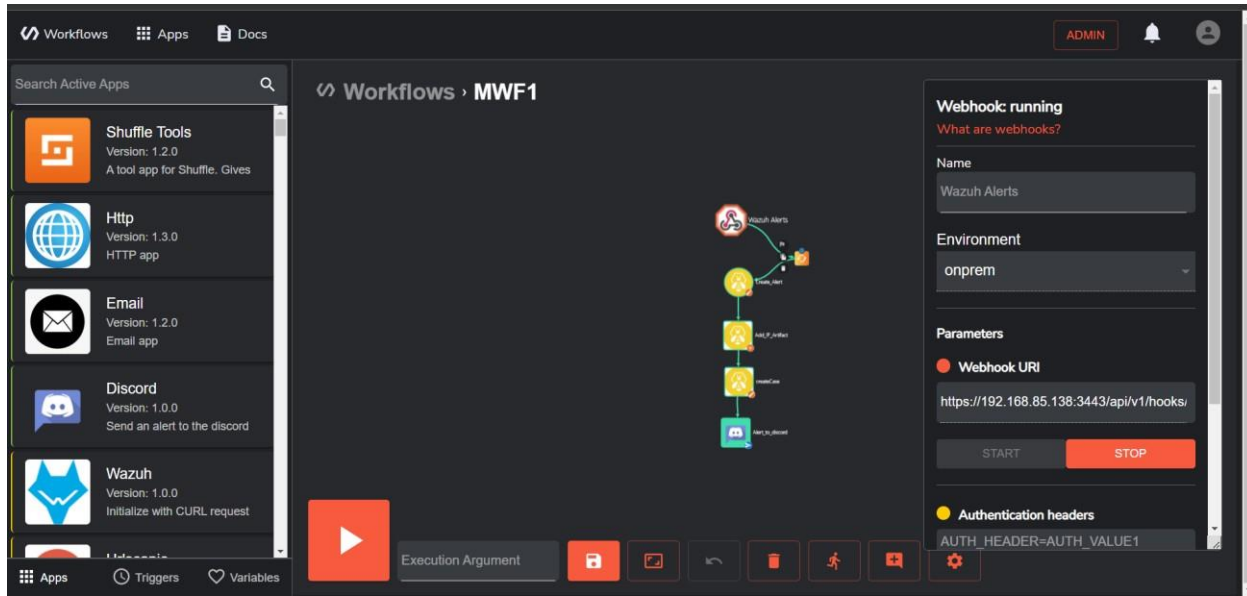 Workflows
Apps
Docs
ADMIN
Search Active Apps
Shuffle Tools
Version: 1.2.0
A tool app for Shuffle. Gives
Http
Version: 1.3.0
HTTP app
Email
Version: 1.2.0
Email app
Discord
Version: 1.0.0
Send an alert to the discord
Wazuh
Version: 1.0.0
Initialize with CURL request
Apps
Triggers
Variables
Workflows › MWF1
Wazuh Alerts
Create_Alert
Add_IP_Artifact
createCase
Alert_to_discord
Execution Argument
Webhook: running
What are webhooks?
Name
Wazuh Alerts
Environment
onprem
Parameters
Webhook URI
https://192.168.85.138:3443/api/v1/hooks/
START
STOP
Authentication headers
AUTH_HEADER=AUTH_VALUE1